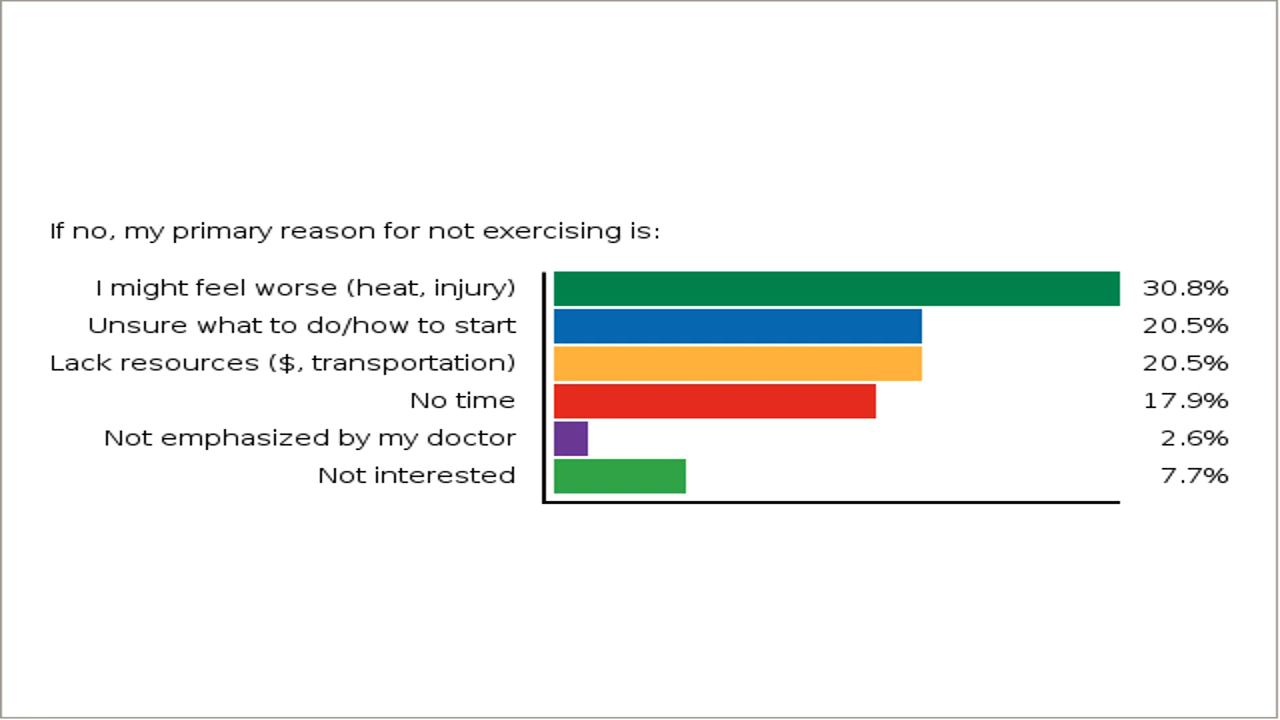 If no, my primary reason for not exercising is:
I might feel worse (heat, injury) 30.8%
Unsure what to do/how to start 20.5%
Lack resources ($, transportation) 20.5%
No time 17.9%
Not emphasized by my doctor 2.6%
Not interested 7.7%